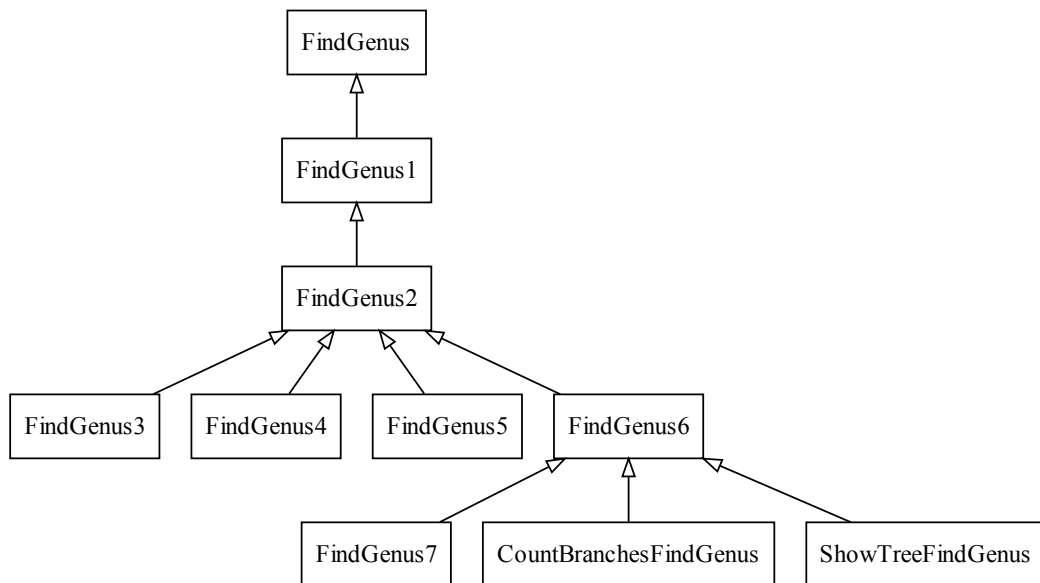 FindGenus
FindGenus1
FindGenus2
FindGenus3
FindGenus4
FindGenus5
FindGenus6
FindGenus7
CountBranchesFindGenus
ShowTreeFindGenus